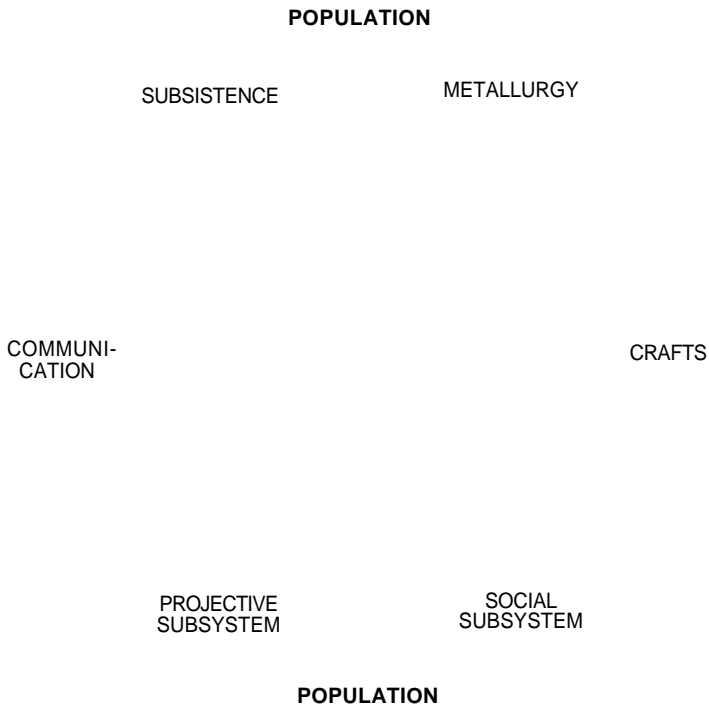 POPULATION
SUBSISTENCE
METALLURGY
COMMUNI-
CATION
CRAFTS
PROJECTIVE
SUBSYSTEM
SOCIAL
SUBSYSTEM
POPULATION